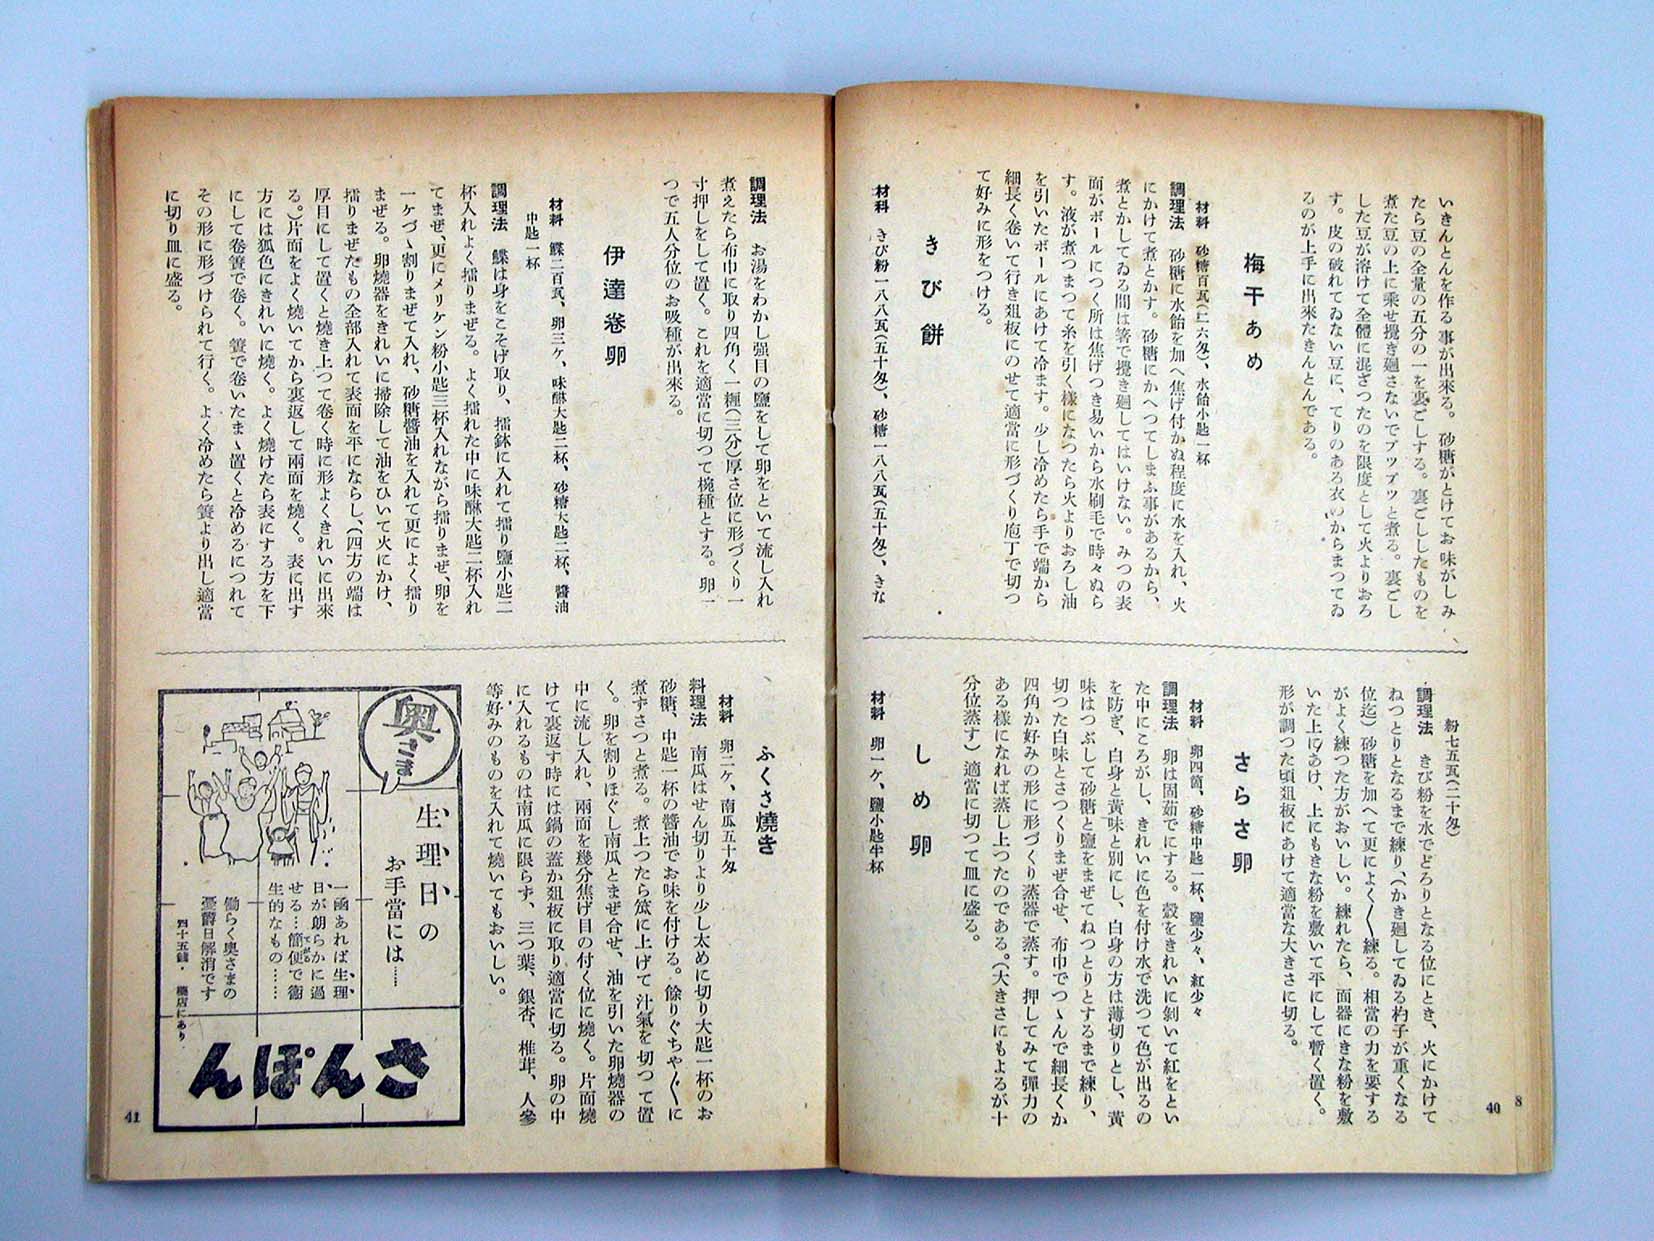 いきんとんを作る事が出來る。砂糖がとけてお味がしみ
たら豆の全量の五分の一を裏ごしする。裏ごししたものを
煮た豆の上に乘せ攪き廻さないでブツブツと煮る。裏ごし
した豆が溶けて全體に混ざつたのを限度として火よりおろ
す。皮の破れてゐない豆に、てりのある衣のからまつてゐ
るのが上手に出來たきんとんである。
梅干あめ
材料 砂糖百瓦(二六匁)、水飴小匙一杯
調理法 砂糖に水飴を加へ焦げ付かぬ程度に水を入れ、火
にかけて煮とかす。砂糖にかへつてしまふ事があるから、
煮とかしてゐる間は箸で攪き廻してはいけない。みつの表
面がボールにつく所は焦げつき易いから水刷毛で時々ぬら
す。液が煮つまつて糸を引く樣になつたら火よりおろし油
を引いたボールにあけて冷ます。少し冷めたら手で端から
細長く卷いて行き爼板にのせて適當に形づくり庖丁で切つ
て好みに形をつける。
きび餠
材料 きび粉一八八瓦(五十匁)、砂糖一八八瓦(五十匁)、きな
粉七五瓦(二十匁)
調理法 きび粉を水でどろりとなる位にとき、火にかけて
ねつとりとなるまで練り、(かき廻してゐる杓子が重くなる
位迄)砂糖を加へて更によく〱練る。相當の力を要する
がよく練つた方がおいしい。練れたら、面器にきな粉を敷
いた上にあけ、上にもきな粉を敷いて平にして暫く置く。
形が調つた頃爼板にあけて適當な大きさに切る。
さらさ卵
材料 卵四箇、砂糖中匙一杯、鹽少々、紅少々
調理法 卵は固茹でにする。殼をきれいに剝いて紅をとい
た中にころがし、きれいに色を付け水で洗つて色が出るの
を防ぎ、白身と黃味と別にし、白身の方は薄切りとし、黃
味はつぶして砂糖と鹽をまぜてねつとりとするまで練り、
切つた白味とさつくりまぜ合せ、布巾でつゝんで細長くか
四角か好みの形に形づくり蒸器で蒸す。押してみて彈力の
ある樣になれば蒸し上つたのである。(大きさにもよるが十
分位蒸す)適當に切つて皿に盛る。
しめ卵
材料 卵一ケ、鹽小匙半杯
8
40
調理法 お湯をわかし强目の鹽をして卵をといて流し入れ
煮えたら布巾に取り四角く一糎(三分)厚さ位に形づくり一
寸押しをして置く。これを適當に切つて椀種とする。卵一
つで五人分位のお吸種が出來る。
伊達卷卵
材料 鰈二百瓦、卵三ケ、味醂大匙二杯、砂糖大匙二杯、醬油
中匙一杯
調理法 鰈は身をこそげ取り、擂鉢に入れて擂り鹽小匙二
杯入れよく擂りまぜる。よく擂れた中に味醂大匙二杯入れ
てまぜ、更にメリケン粉小匙三杯入れながら擂りまぜ、卵を
一ケづゝ割りまぜて入れ、砂糖醬油を入れて更によく擂り
まぜる。卵燒器をきれいに掃除して油をひいて火にかけ、
擂りまぜたもの全部入れて表面を平にならし、(四方の端は
厚目にして置くと燒き上つて卷く時に形よくきれいに出來
る。)片面をよく燒いてから裏返して兩面を燒く。表に出す
方には狐色にきれいに燒く。よく燒けたら表にする方を下
にして卷簀で卷く。簀で卷いたまゝ置くと冷めるにつれて
その形に形づけられて行く。よく冷めたら簀より出し適當
に切り皿に盛る。
ふくさ燒き
材料 卵二ケ、南瓜五十匁
料理法 南瓜はせん切りより少し太めに切り大匙一杯のお
砂糖、中匙一杯の醬油でお味を付ける。餘りぐちや〱に
煮ずさつと煮る。煮上つたら笊に上げて汁氣を切つて置
く。卵を割りほぐし南瓜とまぜ合せ、油を引いた卵燒器の
中に流し入れ、兩面を幾分焦げ目の付く位に燒く。片面燒
けて裏返す時には鍋の蓋か爼板に取り適當に切る。卵の中
に入れるものは南瓜に限らず、三つ葉、銀杏、椎茸、人參
等好みのものを入れて燒いてもおいしい。
奥さま
生理日の
お手當には……
一函あれば生理
日が朗らかに過
せる…簡便で衞
生的なもの……
働らく奥さまの
憂欝日解消です
四十五錢・藥店にあり
さんぽん
41